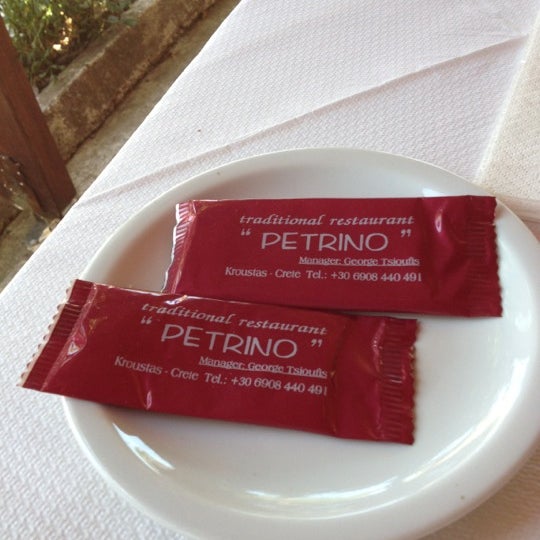 traditional restaurant
“ PETRINO ”
Manager: George Tsioufis
Kroustas - Crete Tel.: +30 6908 440 491
traditional restaurant
“ PETRINO ”
Manager: George Tsioufis
Kroustas - Crete Tel.: +30 6908 440 491